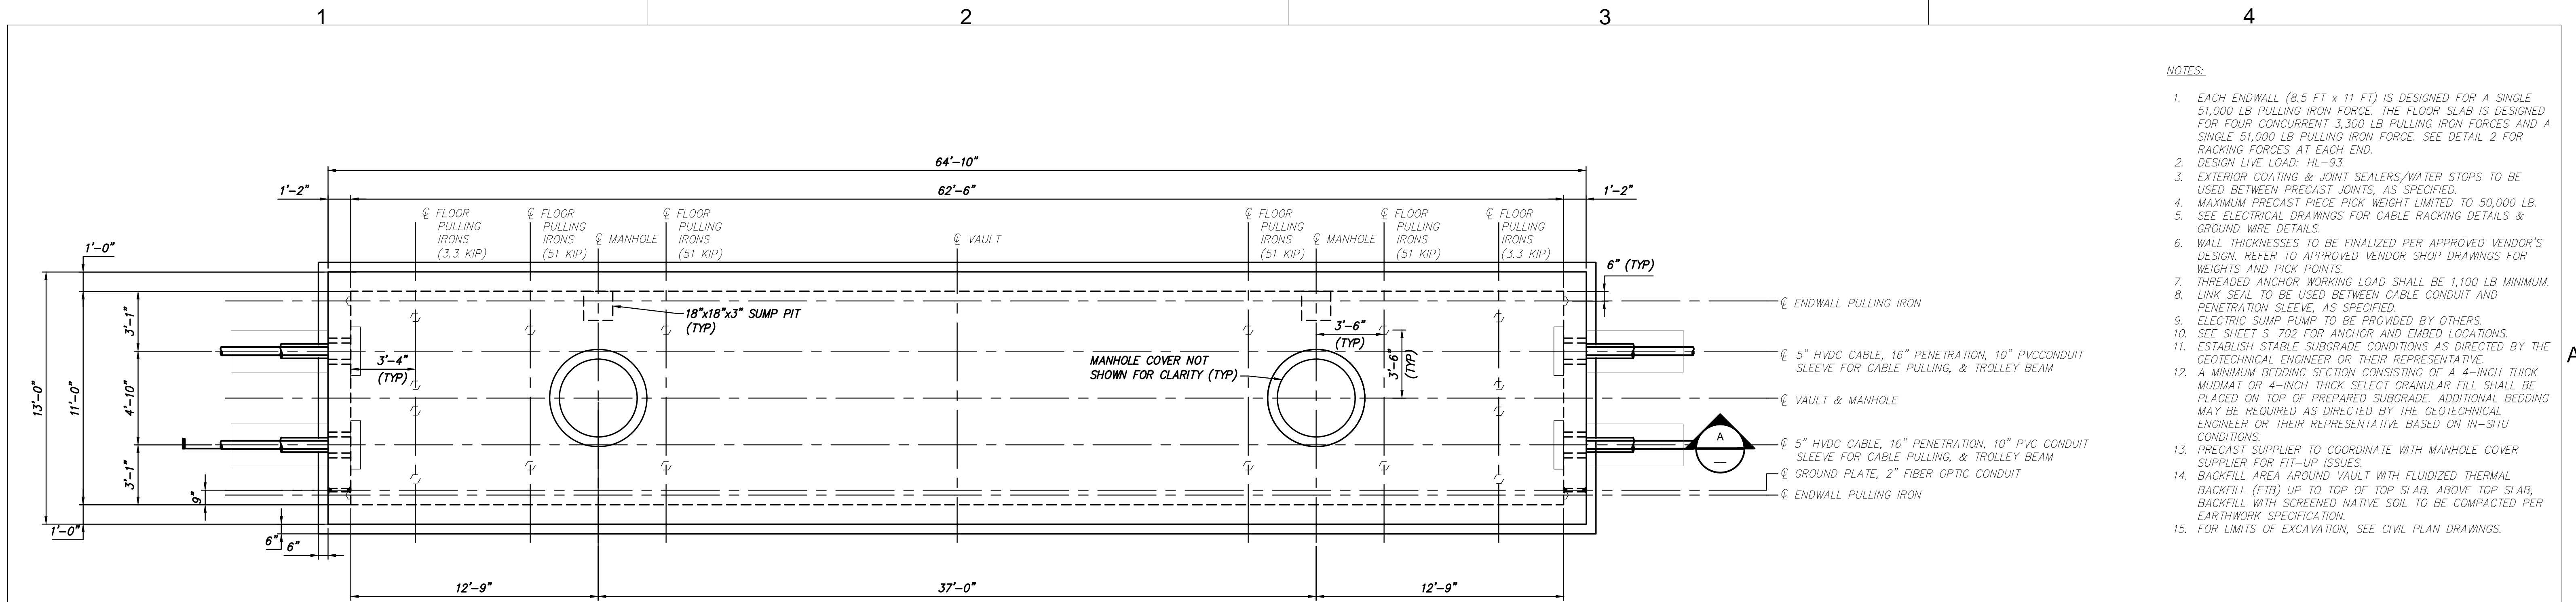 1 2 3 4
NOTES:
1. EACH ENDWALL (8.5 FT x 11 FT) IS DESIGNED FOR A SINGLE
51,000 LB PULLING IRON FORCE. THE FLOOR SLAB IS DESIGNED
FOR FOUR CONCURRENT 3,300 LB PULLING IRON FORCES AND A
SINGLE 51,000 LB PULLING IRON FORCE. SEE DETAIL 2 FOR
RACKING FORCES AT EACH END.
2. DESIGN LIVE LOAD: HL-93.
3. EXTERIOR COATING & JOINT SEALERS/WATER STOPS TO BE
USED BETWEEN PRECAST JOINTS, AS SPECIFIED.
4. MAXIMUM PRECAST PIECE PICK WEIGHT LIMITED TO 50,000 LB.
5. SEE ELECTRICAL DRAWINGS FOR CABLE RACKING DETAILS &
GROUND WIRE DETAILS.
6. WALL THICKNESSES TO BE FINALIZED PER APPROVED VENDOR'S
DESIGN. REFER TO APPROVED VENDOR SHOP DRAWINGS FOR
WEIGHTS AND PICK POINTS.
7. THREADED ANCHOR WORKING LOAD SHALL BE 1,100 LB MINIMUM.
8. LINK SEAL TO BE USED BETWEEN CABLE CONDUIT AND
PENETRATION SLEEVE, AS SPECIFIED.
9. ELECTRIC SUMP PUMP TO BE PROVIDED BY OTHERS.
10. SEE SHEET S-702 FOR ANCHOR AND EMBED LOCATIONS.
11. ESTABLISH STABLE SUBGRADE CONDITIONS AS DIRECTED BY THE
GEOTECHNICAL ENGINEER OR THEIR REPRESENTATIVE.
12. A MINIMUM BEDDING SECTION CONSISTING OF A 4-INCH THICK
MUDMAT OR 4-INCH THICK SELECT GRANULAR FILL SHALL BE
PLACED ON TOP OF PREPARED SUBGRADE. ADDITIONAL BEDDING
MAY BE REQUIRED AS DIRECTED BY THE GEOTECHNICAL
ENGINEER OR THEIR REPRESENTATIVE BASED ON IN-SITU
CONDITIONS.
13. PRECAST SUPPLIER TO COORDINATE WITH MANHOLE COVER
SUPPLIER FOR FIT-UP ISSUES.
14. BACKFILL AREA AROUND VAULT WITH FLUIDIZED THERMAL
BACKFILL (FTB) UP TO TOP OF TOP SLAB. ABOVE TOP SLAB,
BACKFILL WITH SCREENED NATIVE SOIL TO BE COMPACTED PER
EARTHWORK SPECIFICATION.
15. FOR LIMITS OF EXCAVATION, SEE CIVIL PLAN DRAWINGS.
A
64'-10"
1'-2" 62'-6" 1'-2"
℄ FLOOR
PULLING
IRONS
(3.3 KIP)
℄ FLOOR
PULLING
IRONS
(51 KIP)
℄ MANHOLE
℄ FLOOR
PULLING
IRONS
(51 KIP)
℄ VAULT
℄ FLOOR
PULLING
IRONS
(51 KIP)
℄ MANHOLE
℄ FLOOR
PULLING
IRONS
(51 KIP)
℄ FLOOR
PULLING
IRONS
(3.3 KIP)
1'-0"
6" (TYP)
13'-0"
11'-0"
3'-1"
4'-10"
3'-1"
9"
1'-0"
6"
6"
3'-4"
(TYP)
18"x18"x3" SUMP PIT
(TYP)
MANHOLE COVER NOT
SHOWN FOR CLARITY (TYP)
3'-6"
(TYP)
3'-6"
(TYP)
℄ ENDWALL PULLING IRON
℄ 5" HVDC CABLE, 16" PENETRATION, 10" PVCCONDUIT
SLEEVE FOR CABLE PULLING, & TROLLEY BEAM
℄ VAULT & MANHOLE
A
℄ 5" HVDC CABLE, 16" PENETRATION, 10" PVC CONDUIT
SLEEVE FOR CABLE PULLING, & TROLLEY BEAM
℄ GROUND PLATE, 2" FIBER OPTIC CONDUIT
℄ ENDWALL PULLING IRON
12'-9" 37'-0" 12'-9"